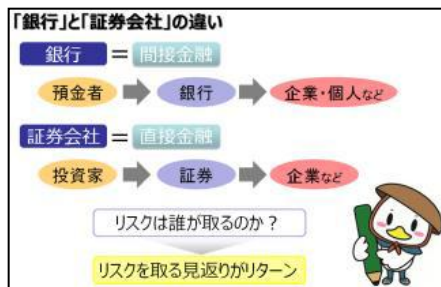 「銀行」と「証券会社」の違い
銀行 = 間接金融
預金者 銀行 企業・個人など
証券会社 = 直接金融
投資家 証券 企業など
リスクは誰が取るのか?
リスクを取る見返りがリターン